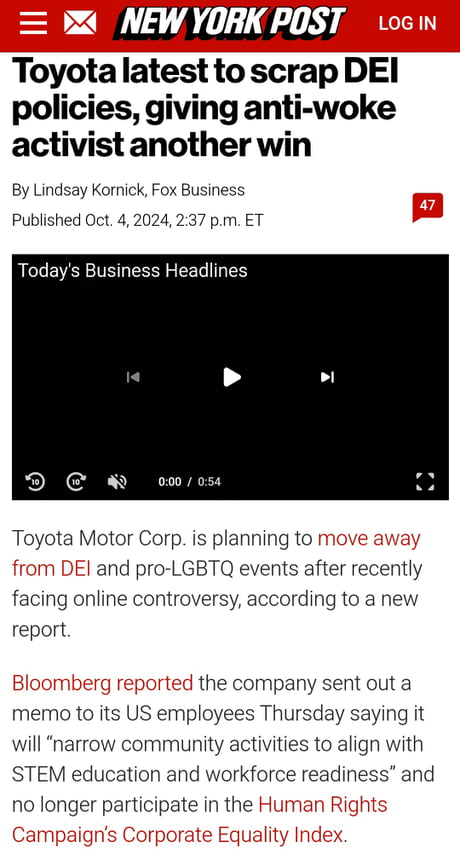 NEW YORK POST
LOG IN
Toyota latest to scrap DEI
policies, giving anti-woke
activist another win
By Lindsay Kornick, Fox Business
Published Oct. 4, 2024, 2:37 p.m. ET
47
Today's Business Headlines
10
10
0:00 / 0:54
Toyota Motor Corp. is planning to move away
from DEI and pro-LGBTQ events after recently
facing online controversy, according to a new
report.
Bloomberg reported the company sent out a
memo to its US employees Thursday saying it
will “narrow community activities to align with
STEM education and workforce readiness” and
no longer participate in the Human Rights
Campaign’s Corporate Equality Index.